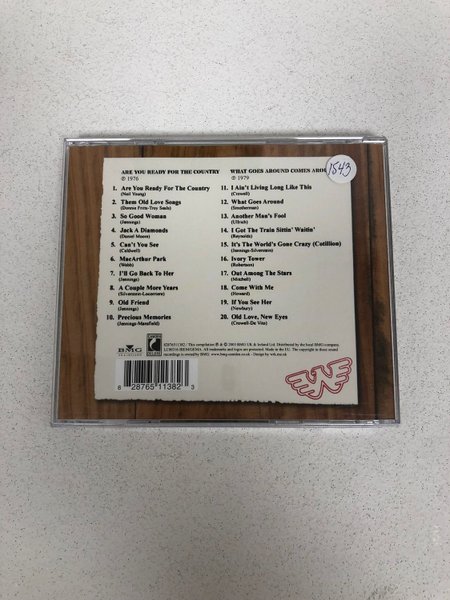 ARE YOU READY FOR THE COUNTRY
℗ 1976
1. Are You Ready For The Country
(Neil Young)
2. Them Old Love Songs
3. So Good Woman
(Jennings)
4. Jack A Diamonds
(Daniel Moore)
5. Can't You See
(Caldwell)
6. MacArthur Park
(Webb)
7. I'll Go Back To Her
(Jennings)
8. A Couple More Years
(Silverstein-Locorriere)
9. Old Friend
(Jennings)
10. Precious Memories
(Jennings-Mansfield)
WHAT GOES AROUND COMES AROU
℗ 1979
1543
11. I Ain't Living Long Like This
(Crowell)
12. What Goes Around
13. Another Man's Fool
(Ullrich)
14. I Got The Train Sittin' Waitin'
(Reynolds)
15. It's The World's Gone Crazy (Cotillion)
(Jennings-Silverstein)
16. Ivory Tower
(Robertson)
17. Out Among The Stars
(Mitchell)
18. Come With Me
(Howard)
19. If You See Her
(Newbury)
20. Old Love, New Eyes
(Crowell-De Vito)
BMG
8 28765 11382 3
W